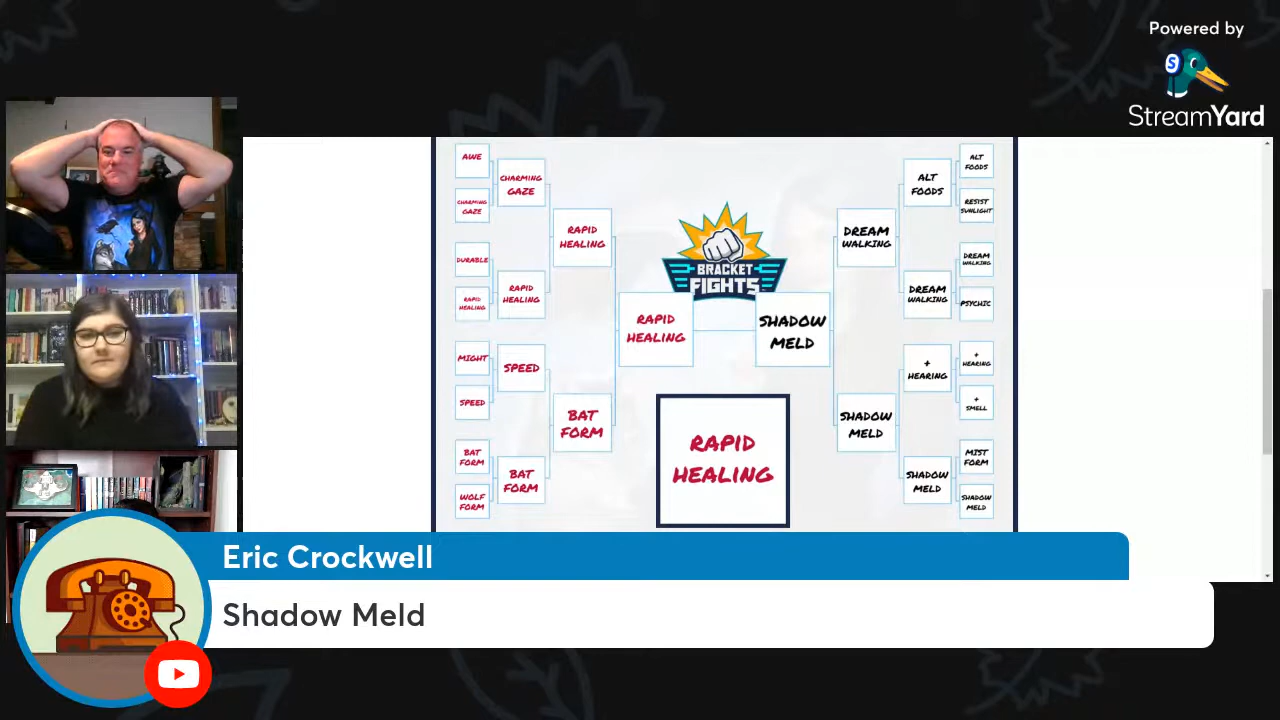 Powered by
S
StreamYard
AWE
CHARMING
GAZE
CHARMING
GAZE
DURABLE
RAPID
HEALING
RAPID
HEALING
RAPID
HEALING
MIGHT
SPEED
SPEED
BAT
FORM
BAT
FORM
BAT
FORM
WOLF
FORM
RAPID
HEALING
BRACKET
FIGHTS
SHADOW
MELD
RAPID
HEALING
DREAM
WALKING
ALT
FOODS
ALT
FOODS
RESIST
SUNLIGHT
DREAM
WALKING
DREAM
WALKING
PSYCHIC
SHADOW
MELD
+
HEARING
+
HEARING
+
SMELL
SHADOW
MELD
MIST
FORM
SHADOW
MELD
Eric Crockwell
Shadow Meld